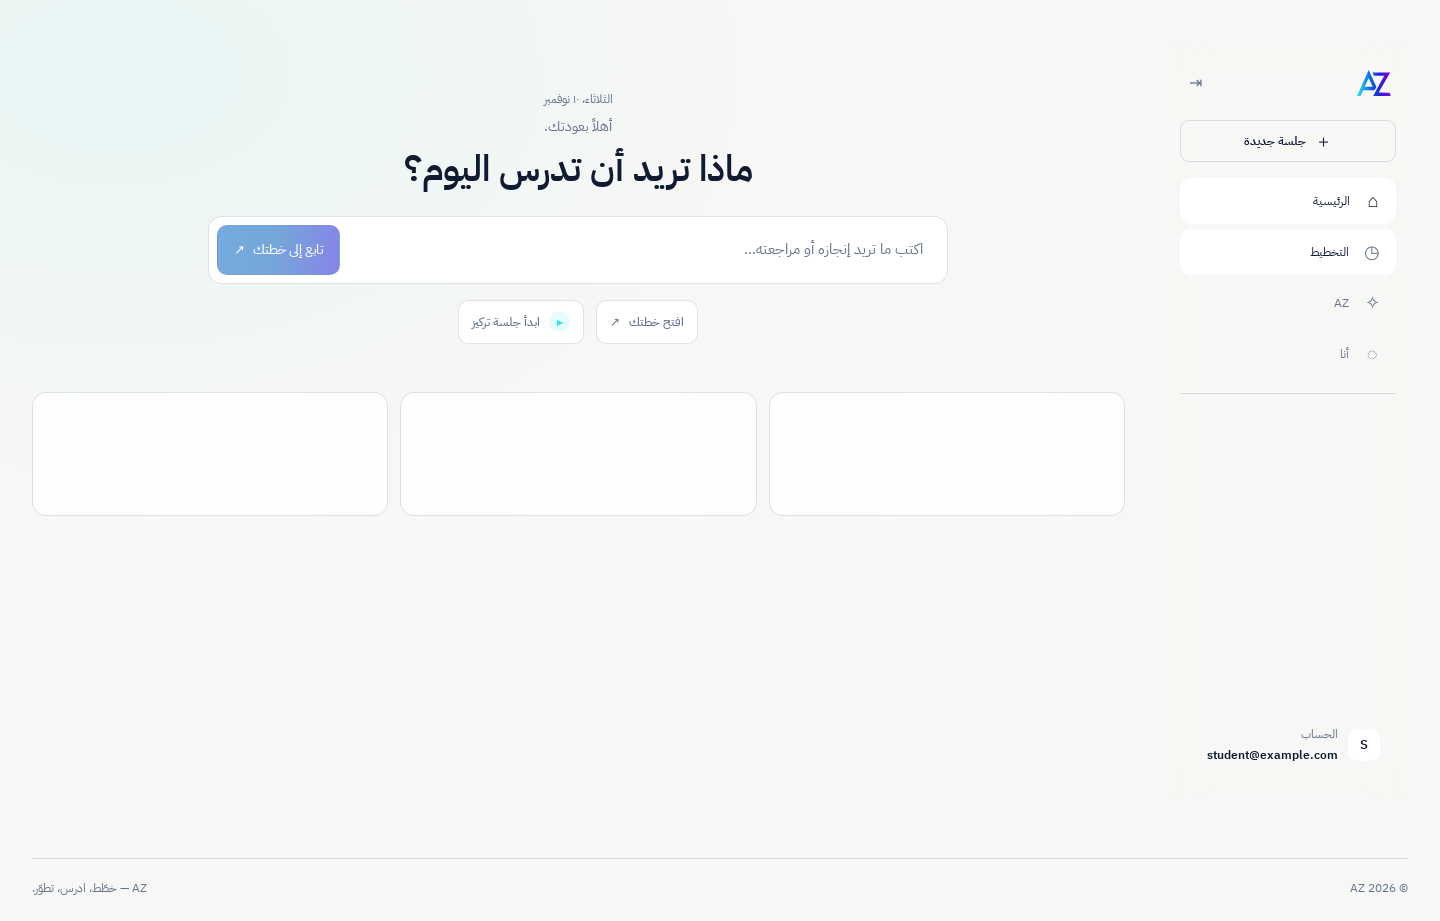 AZ
جلسة جديدة
الرئيسية
التخطيط
AZ
أنا
الثلاثاء، ١٠ نوفمبر
أهلاً بعودتك.
ماذا تريد أن تدرس اليوم؟
اكتب ما تريد إنجازه أو مراجعته...
تابع إلى خطتك ↗
افتح خطتك ↗
ابدأ جلسة تركيز
S
الحساب
student@example.com
© 2026 AZ
AZ — خطّط، ادرس، تطوّر.